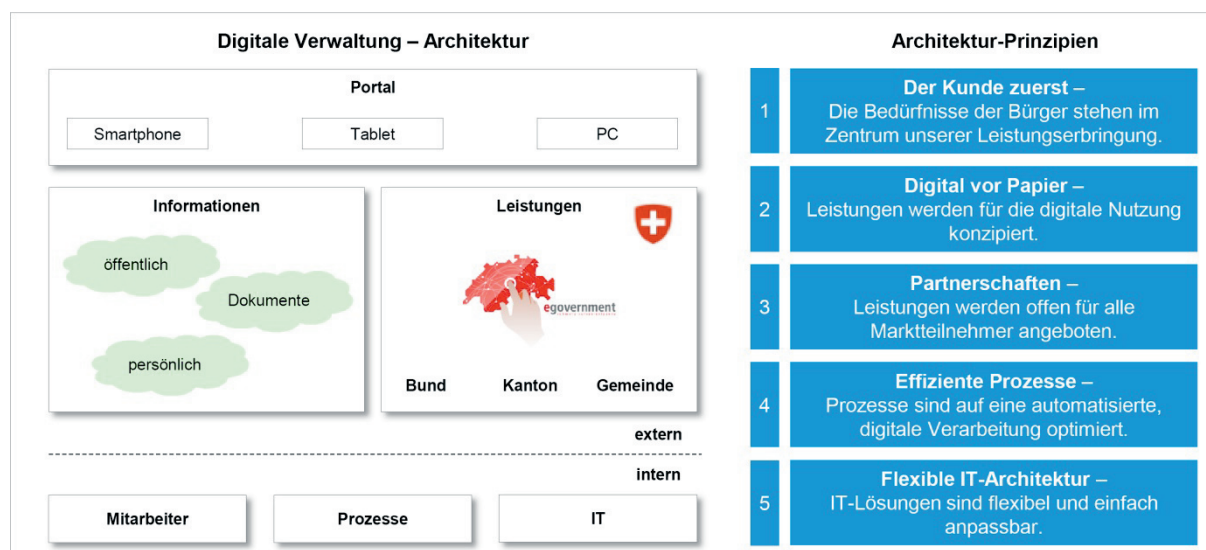 Digitale Verwaltung – Architektur
Portal
Smartphone
Tablet
PC
Informationen
öffentlich
Dokumente
persönlich
Leistungen
egovernment
Bund
Kanton
Gemeinde
extern
intern
Mitarbeiter
Prozesse
IT
Architektur-Prinzipien
1
Der Kunde zuerst –
Die Bedürfnisse der Bürger stehen im
Zentrum unserer Leistungserbringung.
2
Digital vor Papier –
Leistungen werden für die digitale Nutzung
konzipiert.
3
Partnerschaften –
Leistungen werden offen für alle
Marktteilnehmer angeboten.
4
Effiziente Prozesse –
Prozesse sind auf eine automatisierte,
digitale Verarbeitung optimiert.
5
Flexible IT-Architektur –
IT-Lösungen sind flexibel und einfach
anpassbar.